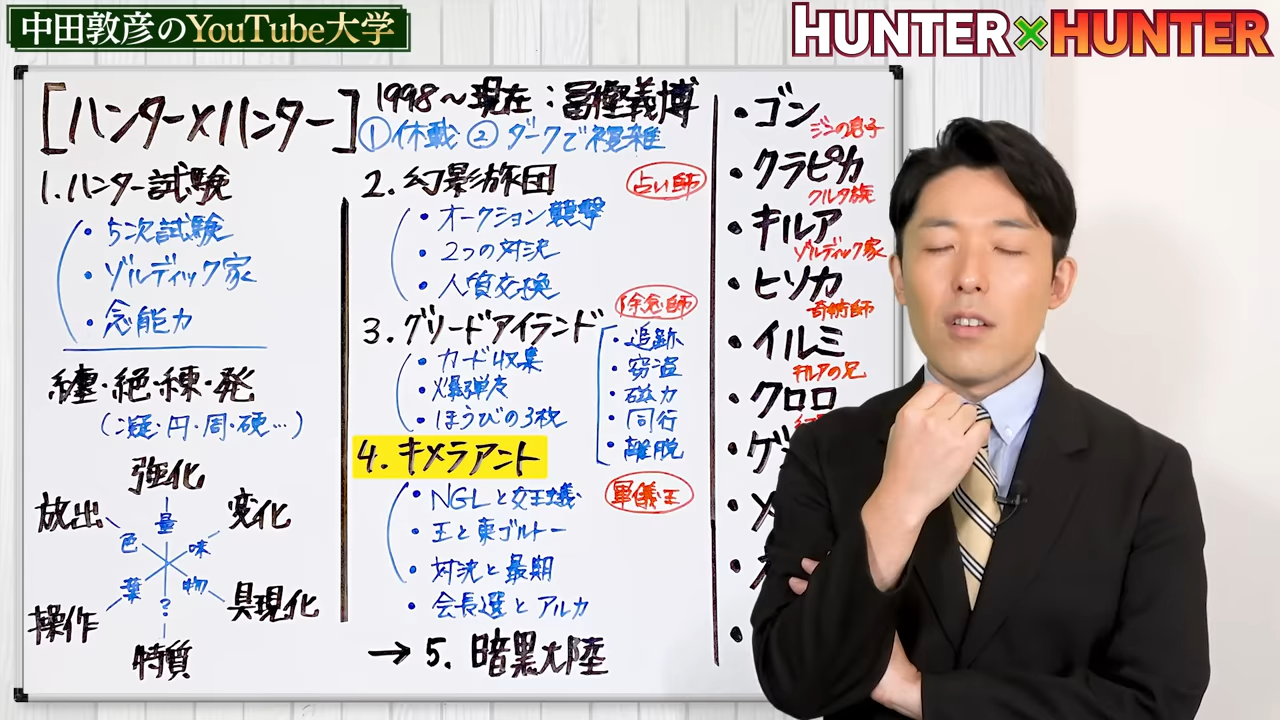 中田敦彦のYouTube大学
HUNTER×HUNTER
[ハンター×ハンター]
1998~現在:冨樫義博
①休載 ②ダークで複雑
1.ハンター試験
・5次試験
・ゾルディック家
・念能力
纏・絶・練・発
(凝・円・周・硬…)
強化
放出
変化
量
色
味
葉
物
?
操作
具現化
特質
2.幻影旅団
占い師
・オークション襲撃
・2つの対決
・人質交換
除念師
3.グリードアイランド
・カード収集
・爆弾魔
・ほうびの3枚
・追跡
・窃盗
・磁力
・同行
・離脱
4.キメラアント
・NGLと女王蟻
軍儀王
・王と東ゴルトー
・対決と最期
・会長選とアルカ
→5.暗黒大陸
・ゴン
ジンの息子
・クラピカ
クルタ族
・キルア
ゾルディック家
・ヒソカ
奇術師
・イルミ
キルアの兄
・クロロ